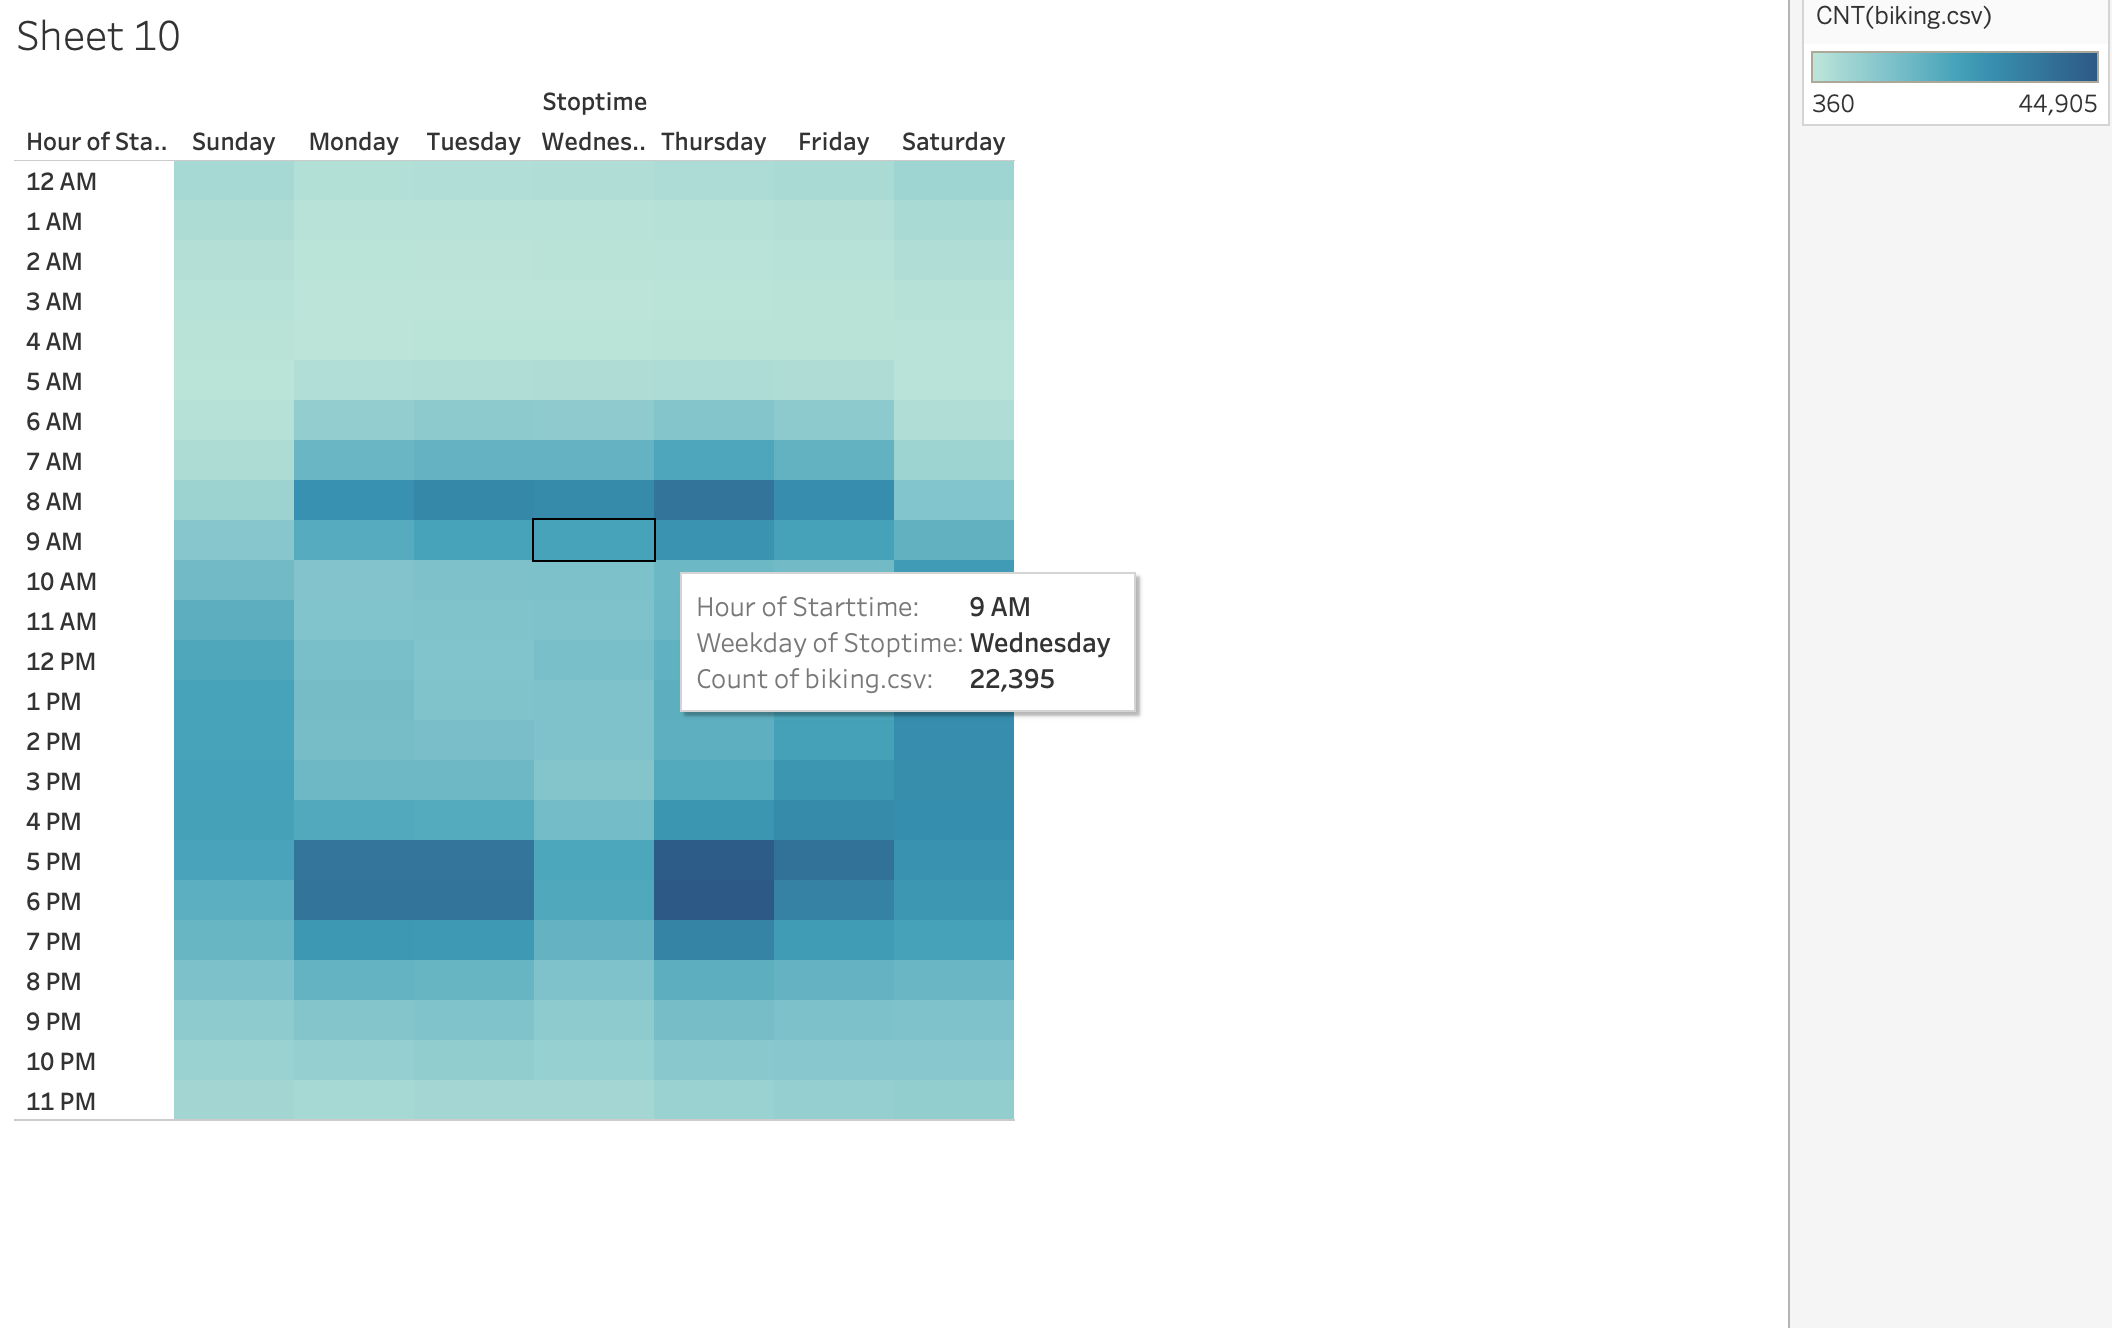 Sheet 10
CNT(biking.csv)
360 44,905
Stoptime
Hour of Sta.. Sunday Monday Tuesday Wednes.. Thursday Friday Saturday
12 AM
1 AM
2 AM
3 AM
4 AM
5 AM
6 AM
7 AM
8 AM
9 AM
10 AM
11 AM
12 PM
1 PM
2 PM
3 PM
4 PM
5 PM
6 PM
7 PM
8 PM
9 PM
10 PM
11 PM
Hour of Starttime: 9 AM
Weekday of Stoptime: Wednesday
Count of biking.csv: 22,395